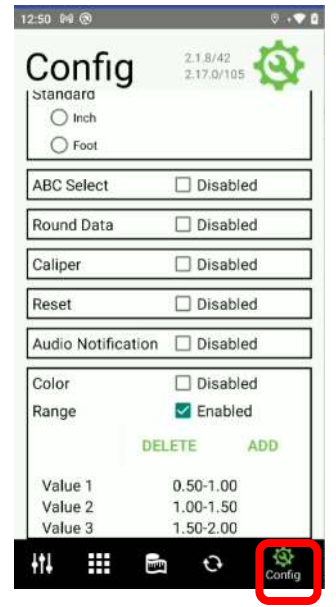 12:50
Config
2.1.8/42
2.17.0/105
Standard
Inch
Foot
ABC Select Disabled
Round Data Disabled
Caliper Disabled
Reset Disabled
Audio Notification Disabled
Color Disabled
Range Enabled
DELETE ADD
Value 1 0.50-1.00
Value 2 1.00-1.50
Value 3 1.50-2.00
Config